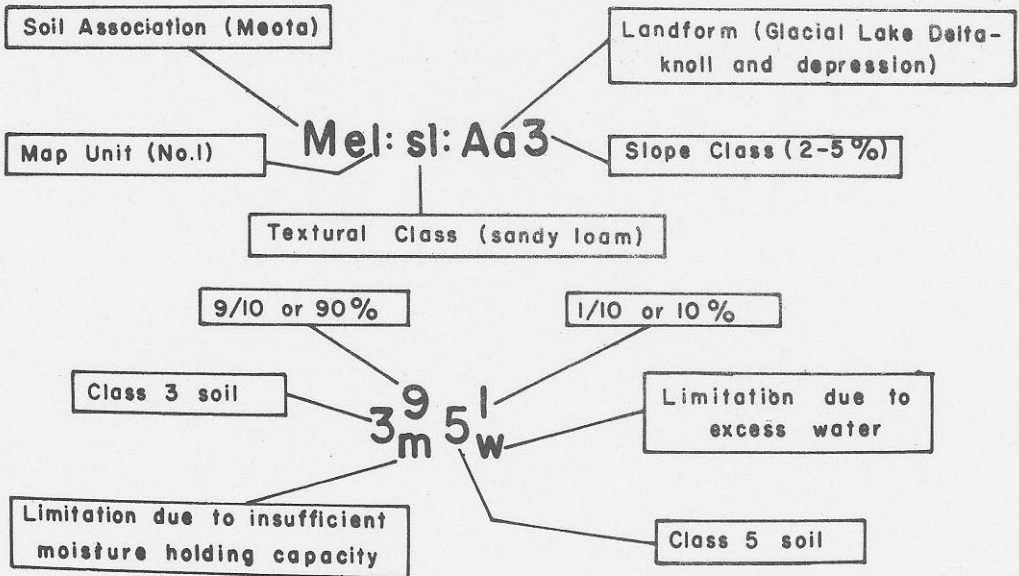 Soil Association (Meota)
Landform (Glacial Lake Delta-
knoll and depression)
Me1: sl: Aa3
Map Unit (No.1)
Slope Class (2-5%)
Textural Class (sandy loam)
9/10 or 90%
1/10 or 10%
Class 3 soil
3 9 m 5 1 w
Limitation due to
excess water
Limitation due to insufficient
moisture holding capacity
Class 5 soil